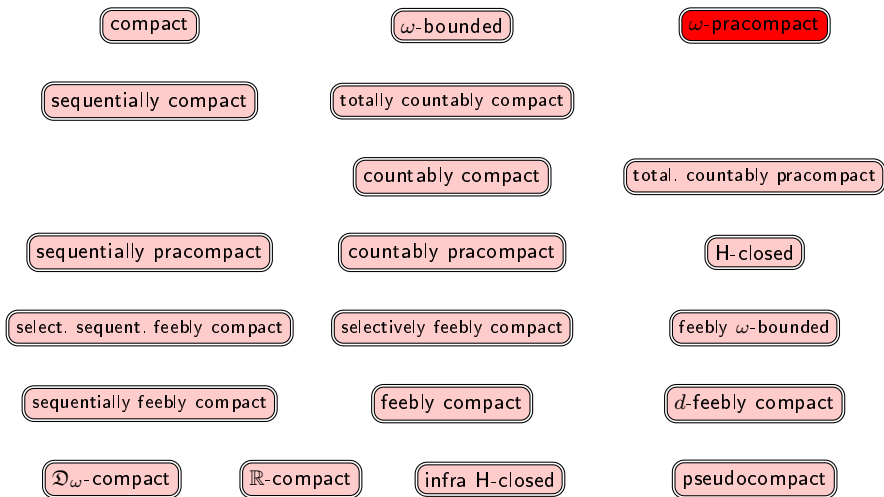 compact
ω-bounded
ω-pracompact
sequentially compact
totally countably compact
countably compact
total. countably pracompact
sequentially pracompact
countably pracompact
H-closed
select. sequent. feebly compact
selectively feebly compact
feebly ω-bounded
sequentially feebly compact
feebly compact
d-feebly compact
𝔇ω-compact
ℝ-compact
infra H-closed
pseudocompact